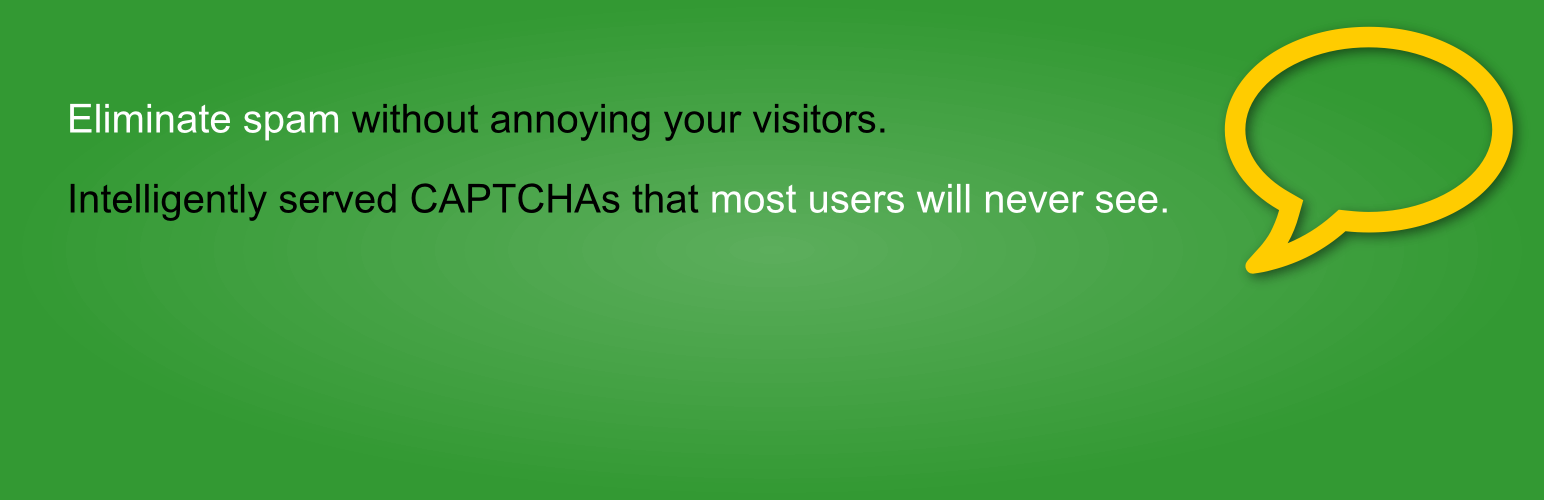 Eliminate spam without annoying your visitors.
Intelligently served CAPTCHAs that most users will never see.